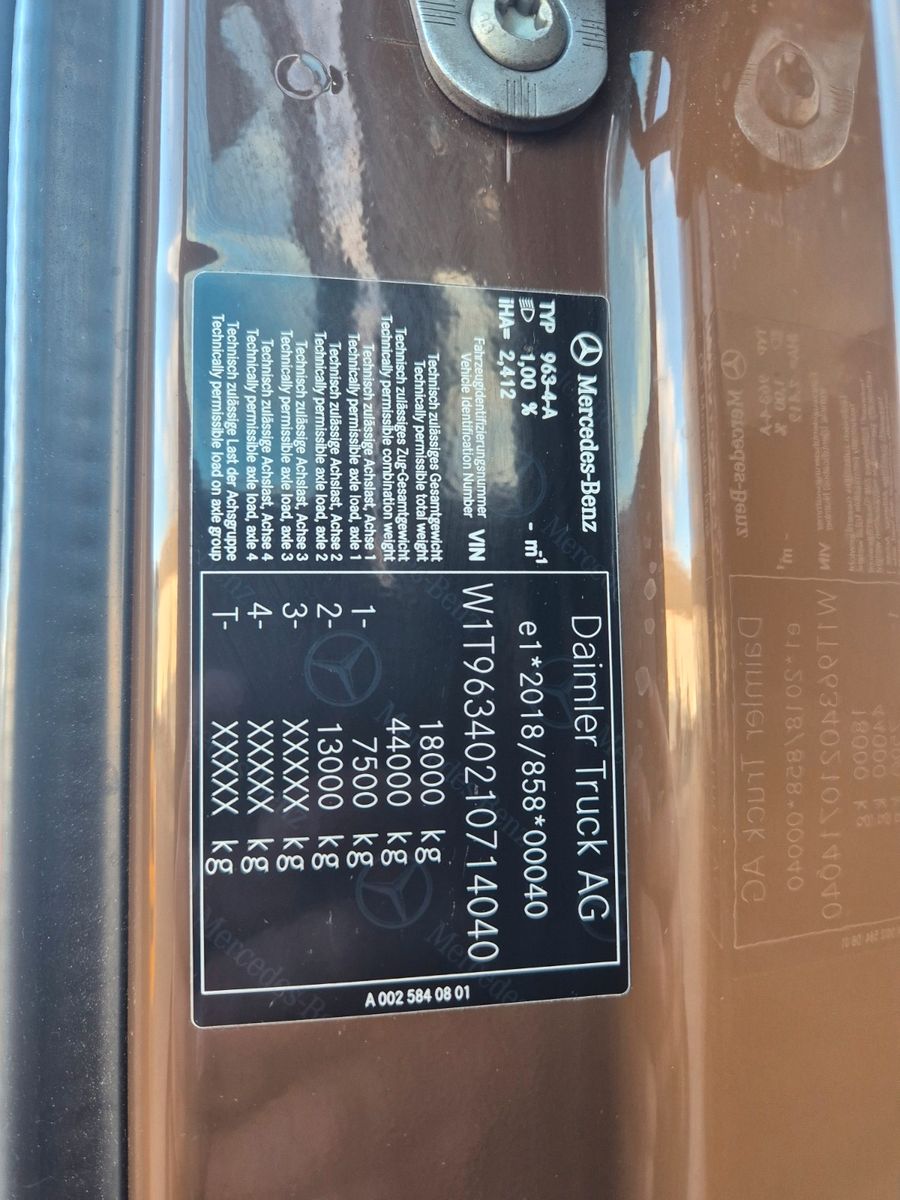 Mercedes-Benz
Daimler Truck AG
TYP 963-4-A
1,00 % - m⁻¹
e1*2018/858*00040
iHA= 2,412
Fahrzeugidentifizierungsnummer
Vehicle Identification Number VIN W1T96340210714040
Technisch zulässiges Gesamtgewicht
Technically permissible total weight 18000 kg
Technisch zulässiges Zug-Gesamtgewicht
Technically permissible combination weight 44000 kg
Technisch zulässige Achslast, Achse 1
Technically permissible axle load, axle 1 1- 7500 kg
Technisch zulässige Achslast, Achse 2
Technically permissible axle load, axle 2 2- 13000 kg
Technisch zulässige Achslast, Achse 3
Technically permissible axle load, axle 3 3- XXXXX kg
Technisch zulässige Achslast, Achse 4
Technically permissible axle load, axle 4 4- XXXXX kg
Technisch zulässige Last der Achsgruppe
Technically permissible load on axle group T- XXXXX kg
A 002 584 08 01